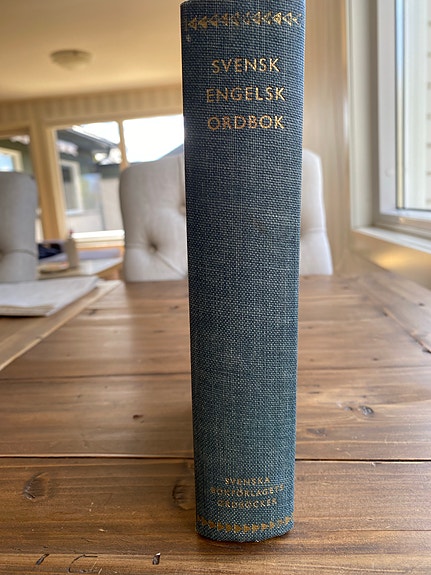 SVENSK
ENGELSK
ORDBOK
SVENSKA
BOKFÖRLAGETS
ORDBÖCKER